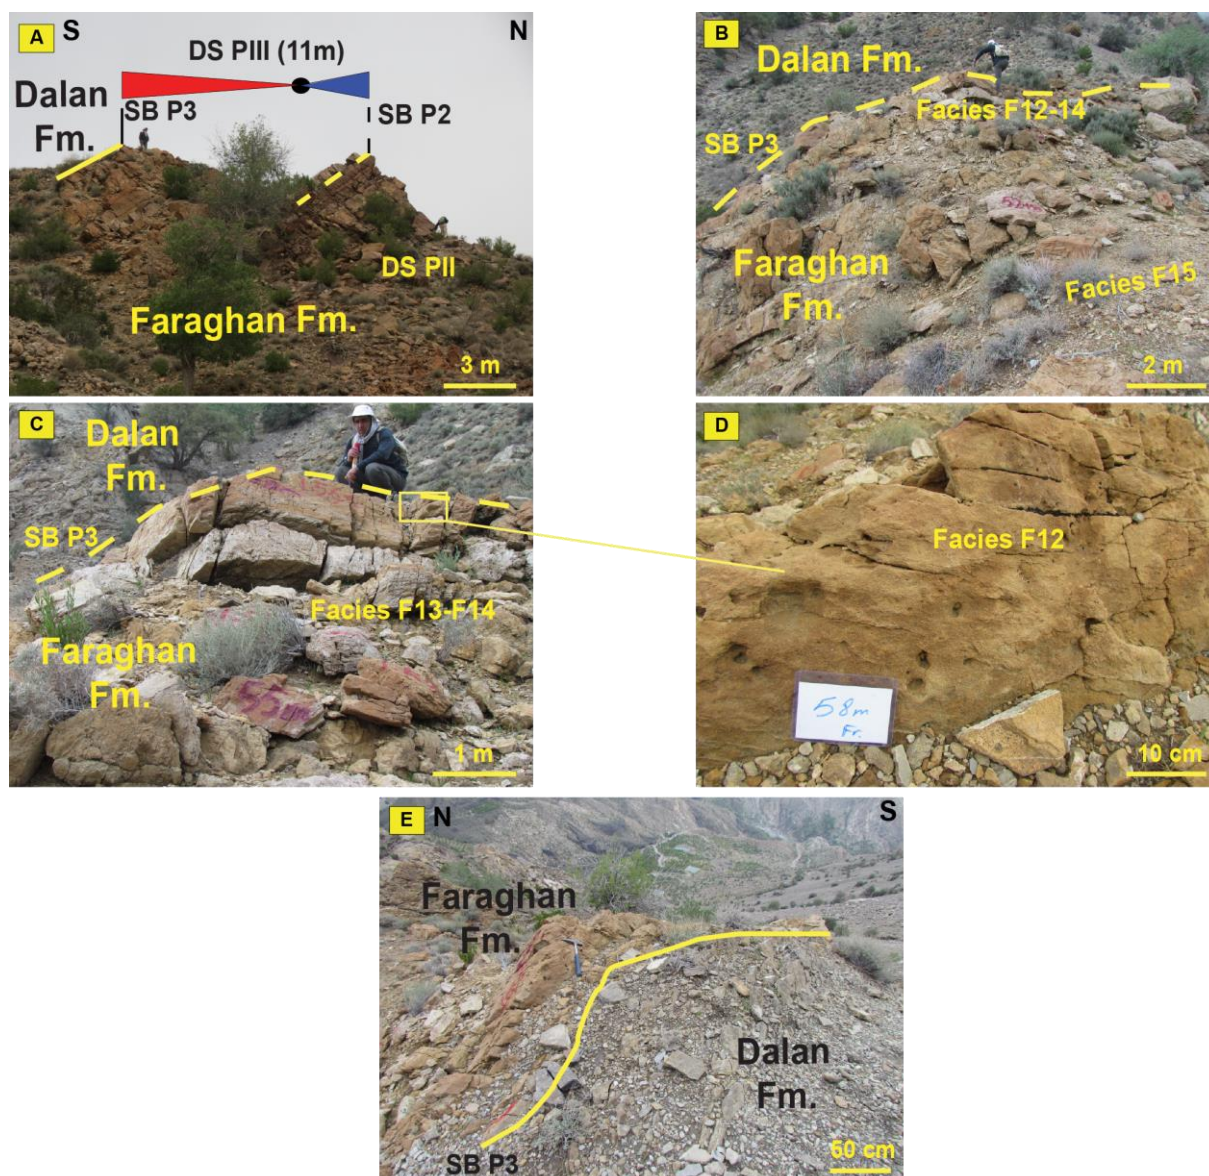 A
S
N
DS PIII (11m)
Dalan
Fm.
SB P3
SB P2
DS PII
Faraghan Fm.
3 m
B
Dalan Fm.
Facies F12-14
SB P3
Faraghan
Fm.
Facies F15
2 m
C
Dalan
Fm.
SB P3
Facies F13-F14
Faraghan
Fm.
55m
1 m
D
Facies F12
58m
Fr.
10 cm
E
N
S
Faraghan
Fm.
Dalan
Fm.
SB P3
50 cm